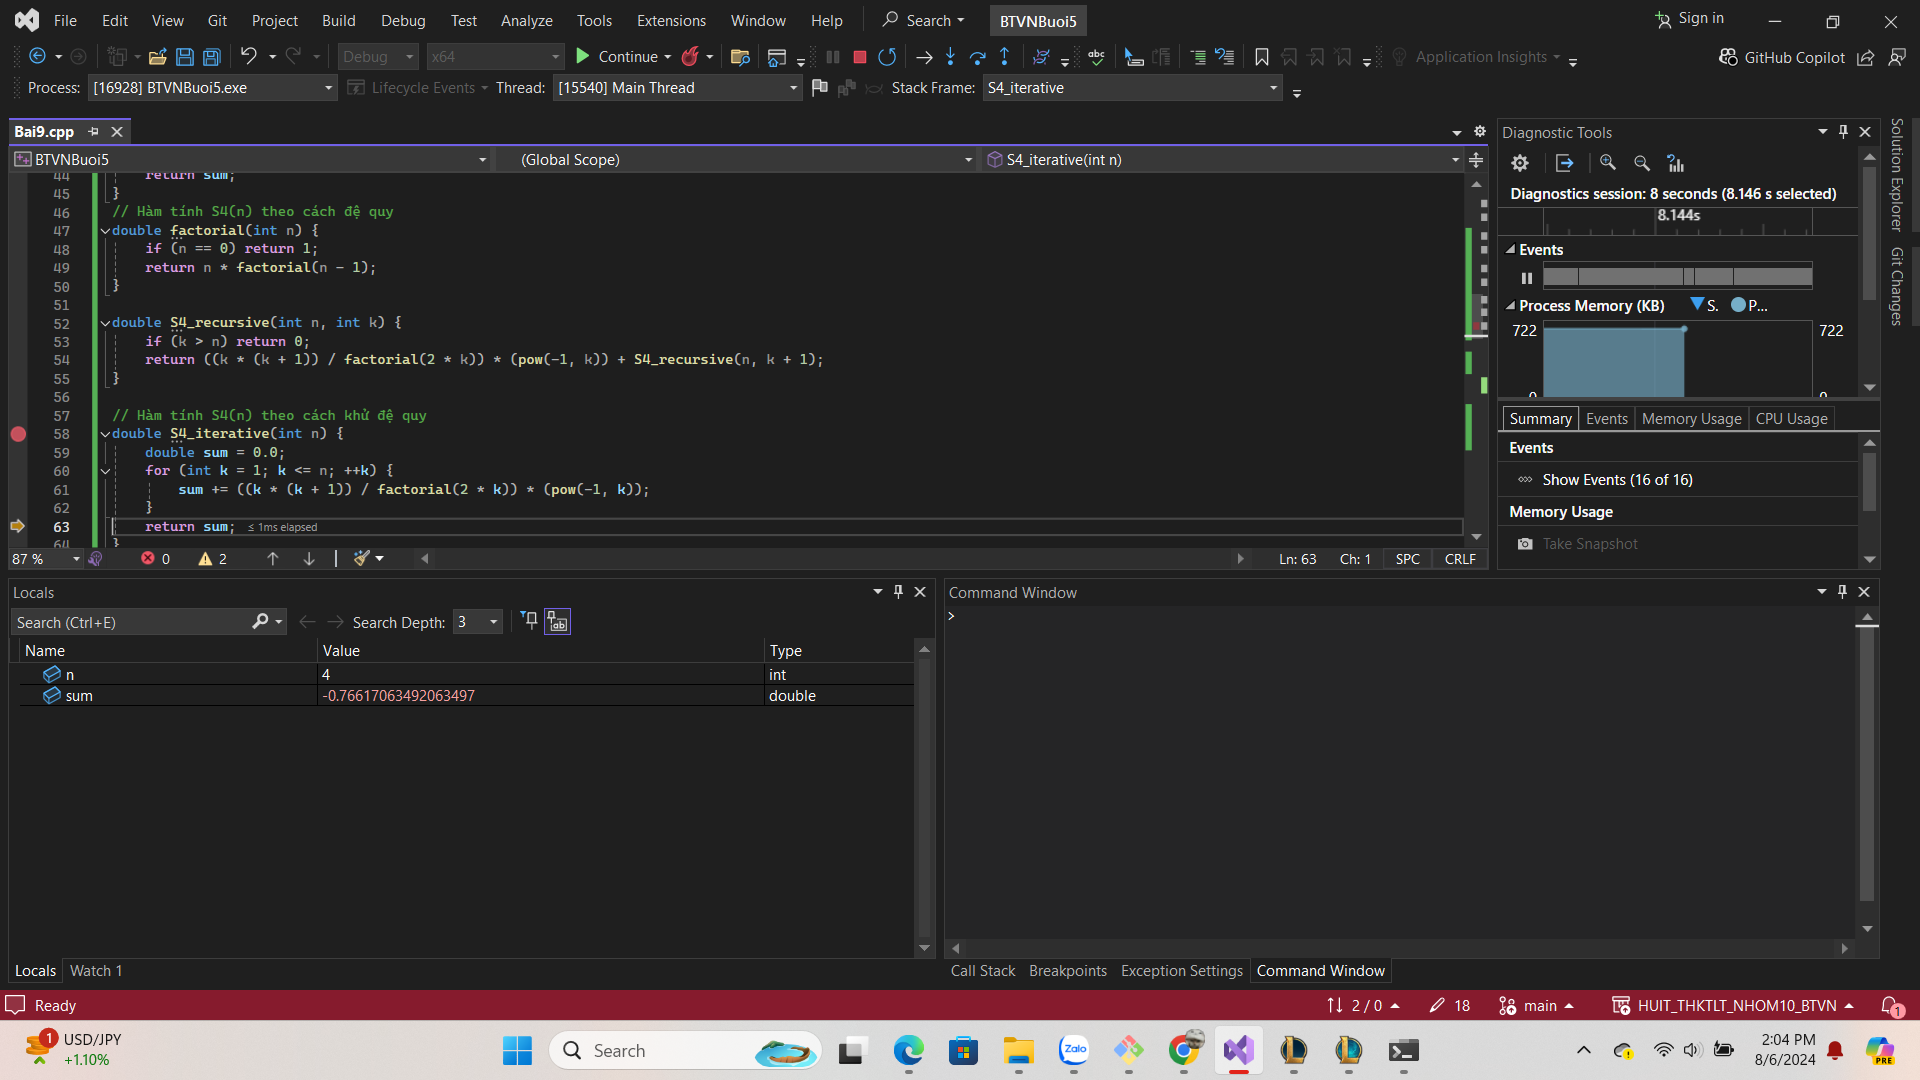 File Edit View Git Project Build Debug Test Analyze Tools Extensions Window Help Search BTVNBuoi5 Sign in
Debug x64 Continue Application Insights GitHub Copilot
Process: [16928] BTVNBuoi5.exe Lifecycle Events Thread: [15540] Main Thread Stack Frame: S4_iterative
Bai9.cpp
BTVNBuoi5 (Global Scope) S4_iterative(int n)
44 return sum;
45 }
46 // Hàm tính S4(n) theo cách đệ quy
47 double factorial(int n) {
48 if (n == 0) return 1;
49 return n * factorial(n - 1);
50 }
51
52 double S4_recursive(int n, int k) {
53 if (k > n) return 0;
54 return ((k * (k + 1)) / factorial(2 * k)) * (pow(-1, k)) + S4_recursive(n, k + 1);
55 }
56
57 // Hàm tính S4(n) theo cách khử đệ quy
58 double S4_iterative(int n) {
59 double sum = 0.0;
60 for (int k = 1; k <= n; ++k) {
61 sum += ((k * (k + 1)) / factorial(2 * k)) * (pow(-1, k));
62 }
63 return sum; ≤ 1ms elapsed
64 }
87 % 0 2 Ln: 63 Ch: 1 SPC CRLF
Diagnostic Tools
Diagnostics session: 8 seconds (8.146 s selected)
8.144s
Events
Process Memory (KB) S. P...
722 722
0 0
Summary Events Memory Usage CPU Usage
Events
Show Events (16 of 16)
Memory Usage
Take Snapshot
Solution Explorer
Git Changes
Locals
Search (Ctrl+E) Search Depth: 3
Name Value Type
n 4 int
sum -0.76617063492063497 double
Locals Watch 1
Command Window
>
Call Stack Breakpoints Exception Settings Command Window
Ready 2 / 0 18 main HUIT_THKTLT_NHOM10_BTVN 1
1 USD/JPY
+1.10%
Search
Zalo
2:04 PM
8/6/2024
PRE